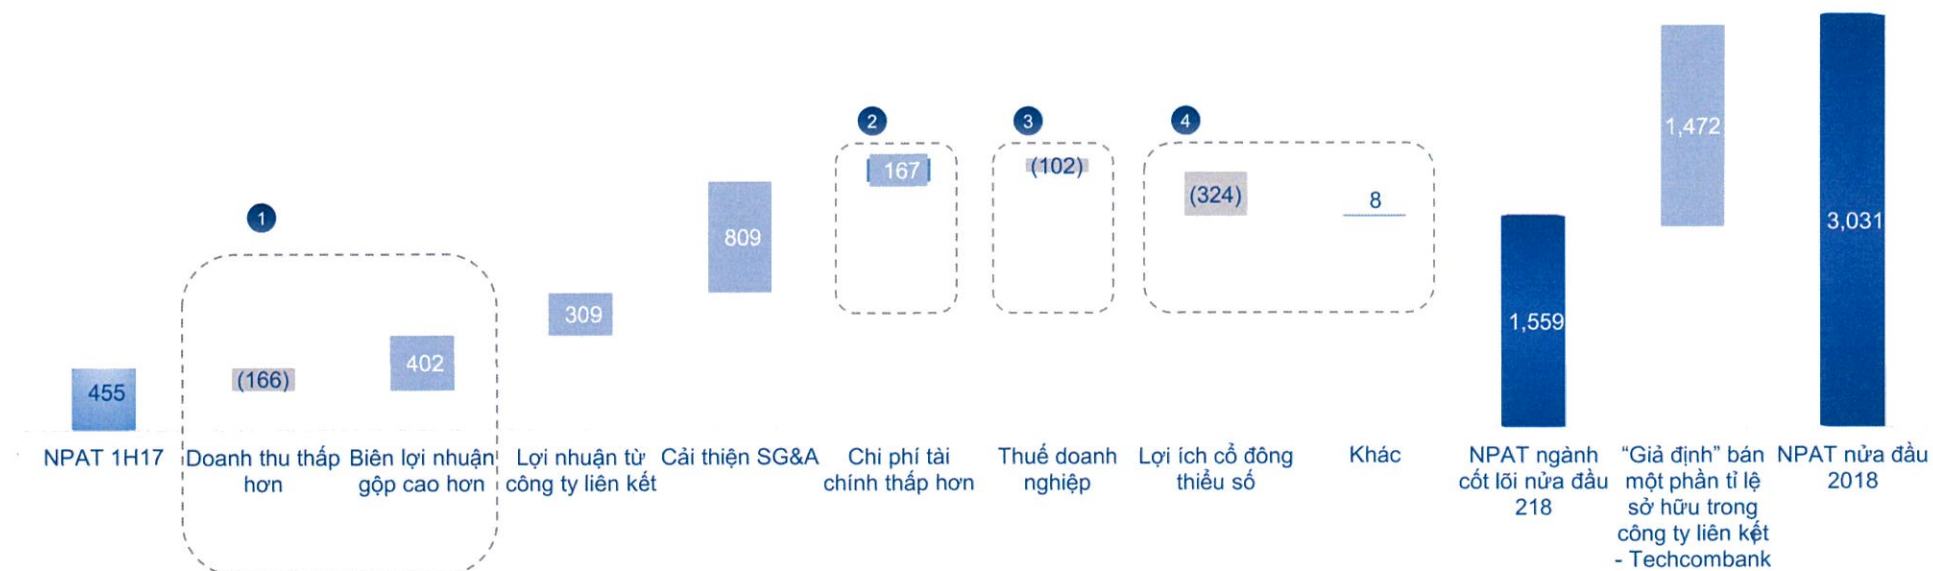 1
2
3
4
455
(166)
402
309
809
167
(102)
(324)
8
1,559
1,472
3,031
NPAT 1H17
Doanh thu thấp
hơn
Biên lợi nhuận
gộp cao hơn
Lợi nhuận từ
công ty liên kết
Cải thiện SG&A
Chi phí tài
chính thấp hơn
Thuế doanh
nghiệp
Lợi ích cổ đông
thiểu số
Khác
NPAT ngành
cốt lõi nửa đầu
218
“Giả định” bán
một phần tỉ lệ
sở hữu trong
công ty liên kết
- Techcombank
NPAT nửa đầu
2018